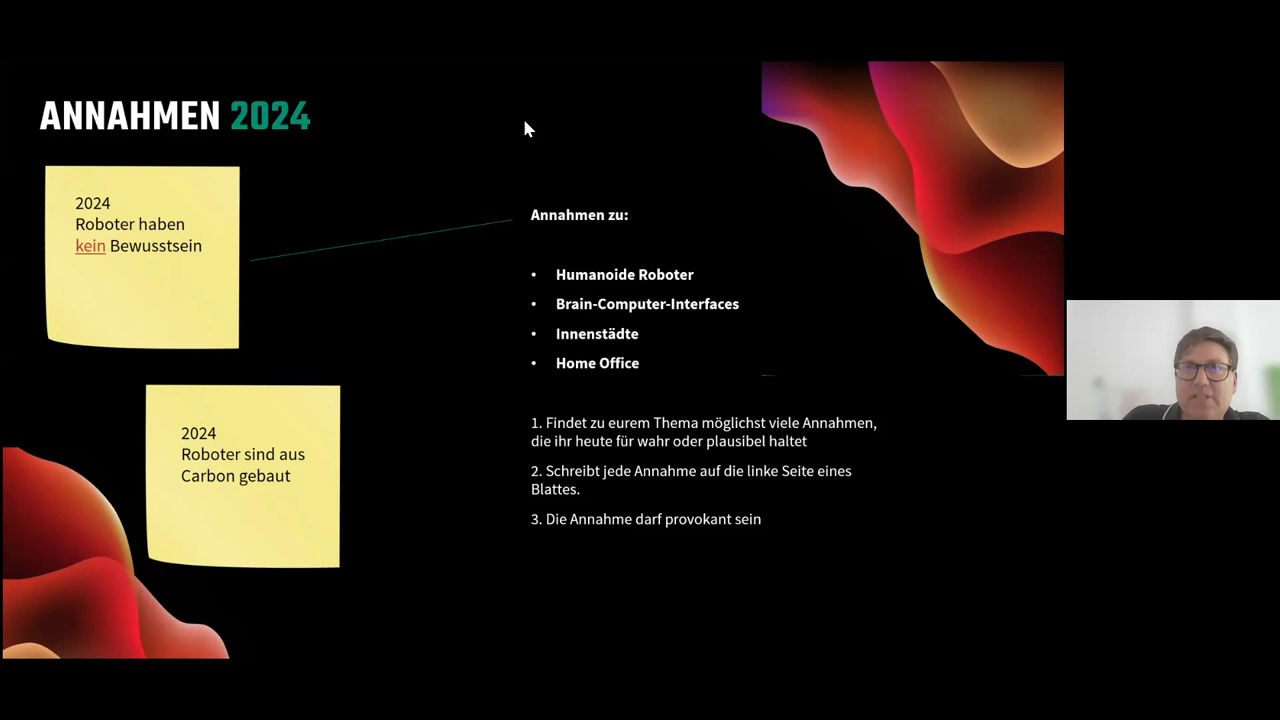 ANNAHMEN 2024
2024
Roboter haben
kein Bewusstsein
2024
Roboter sind aus
Carbon gebaut
Annahmen zu:
• Humanoide Roboter
• Brain-Computer-Interfaces
• Innenstädte
• Home Office
1. Findet zu eurem Thema möglichst viele Annahmen,
die ihr heute für wahr oder plausibel haltet
2. Schreibt jede Annahme auf die linke Seite eines
Blattes.
3. Die Annahme darf provokant sein